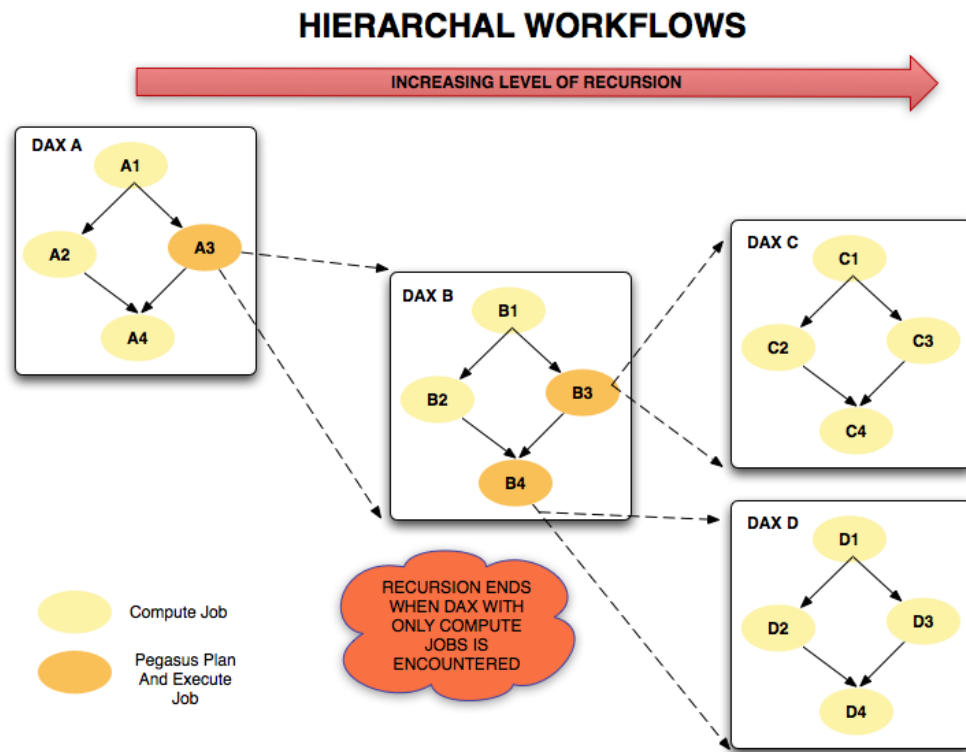 HIERARCHAL WORKFLOWS
INCREASING LEVEL OF RECURSION
DAX A
A1
A2
A3
A4
DAX B
B1
B2
B3
B4
DAX C
C1
C2
C3
C4
DAX D
D1
D2
D3
D4
Compute Job
Pegasus Plan
And Execute
Job
RECURSION ENDS
WHEN DAX WITH
ONLY COMPUTE
JOBS IS
ENCOUNTERED